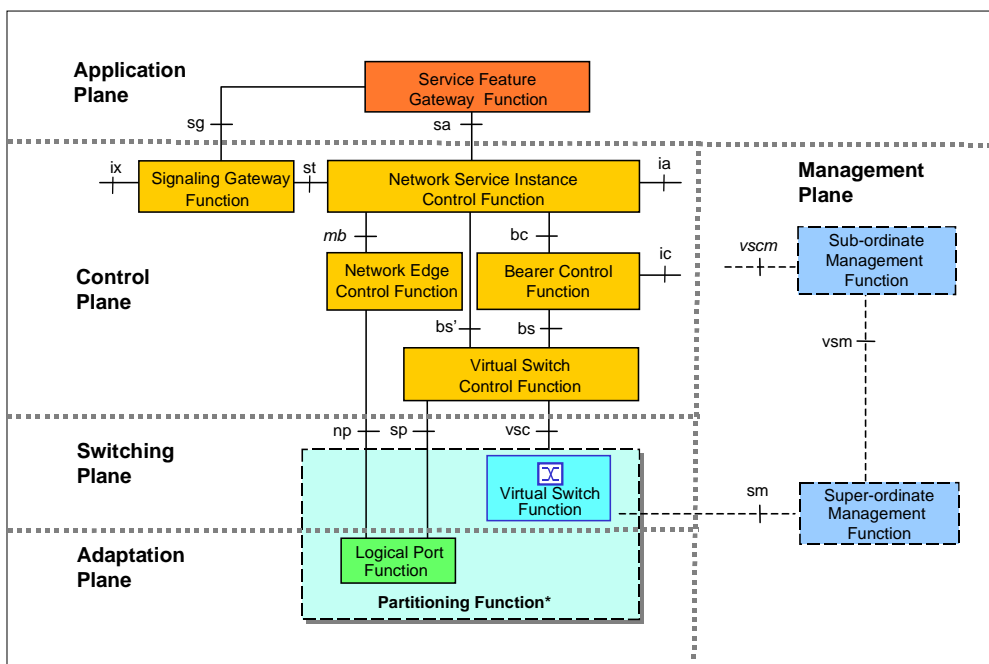 Application
Plane
Service Feature
Gateway Function
sg
sa
ix
Signaling Gateway
Function
st
Network Service Instance
Control Function
ia
Management
Plane
mb
bc
vscm
Sub-ordinate
Management
Function
Control
Plane
Network Edge
Control Function
Bearer Control
Function
ic
bs'
bs
vsm
Virtual Switch
Control Function
Switching
Plane
np
sp
vsc
Virtual Switch
Function
sm
Super-ordinate
Management
Function
Adaptation
Plane
Logical Port
Function
Partitioning Function*